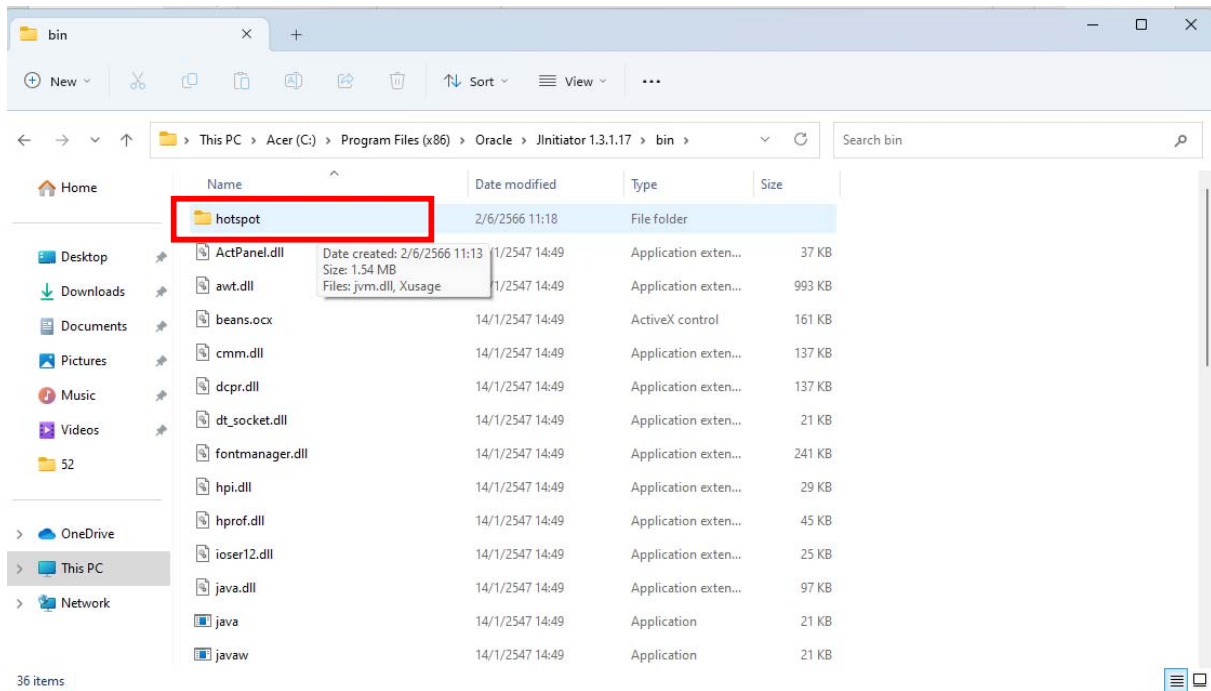 bin
New
Sort
View
This PC > Acer (C:) > Program Files (x86) > Oracle > JInitiator 1.3.1.17 > bin >
Search bin
Home
Desktop
Downloads
Documents
Pictures
Music
Videos
52
OneDrive
This PC
Network
Name Date modified Type Size
hotspot 2/6/2566 11:18 File folder
ActPanel.dll /1/2547 14:49 Application exten... 37 KB
Date created: 2/6/2566 11:13
Size: 1.54 MB
Files: jvm.dll, Xusage
awt.dll /1/2547 14:49 Application exten... 993 KB
beans.ocx 14/1/2547 14:49 ActiveX control 161 KB
cmm.dll 14/1/2547 14:49 Application exten... 137 KB
dcpr.dll 14/1/2547 14:49 Application exten... 137 KB
dt_socket.dll 14/1/2547 14:49 Application exten... 21 KB
fontmanager.dll 14/1/2547 14:49 Application exten... 241 KB
hpi.dll 14/1/2547 14:49 Application exten... 29 KB
hprof.dll 14/1/2547 14:49 Application exten... 45 KB
ioser12.dll 14/1/2547 14:49 Application exten... 25 KB
java.dll 14/1/2547 14:49 Application exten... 97 KB
java 14/1/2547 14:49 Application 21 KB
javaw 14/1/2547 14:49 Application 21 KB
36 items